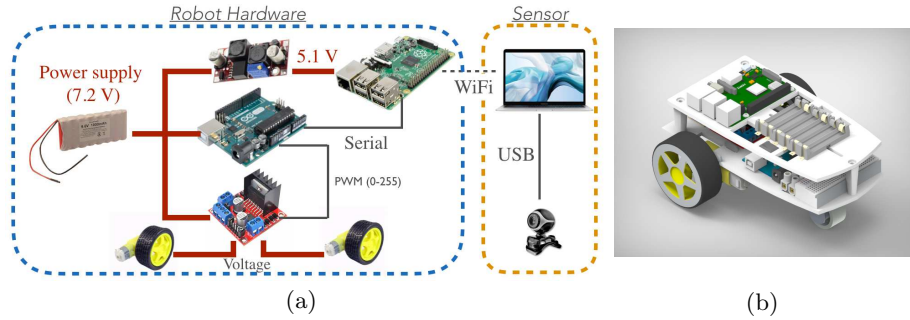 Robot Hardware
Sensor
Power supply
(7.2 V)
5.1 V
WiFi
Serial
USB
PWM (0-255)
Voltage
(a)
(b)